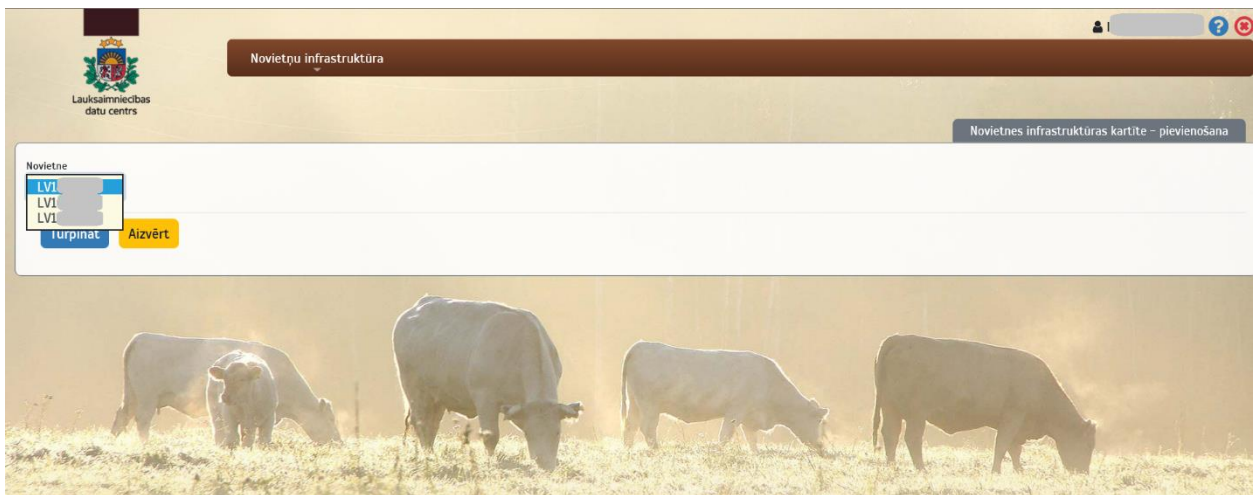 Novietņu infrastruktūra
Lauksaimniecības
datu centrs
Novietnes infrastruktūras kartīte - pievienošana
Novietne
LV1
LV1
LV1
Turpināt Aizvērt